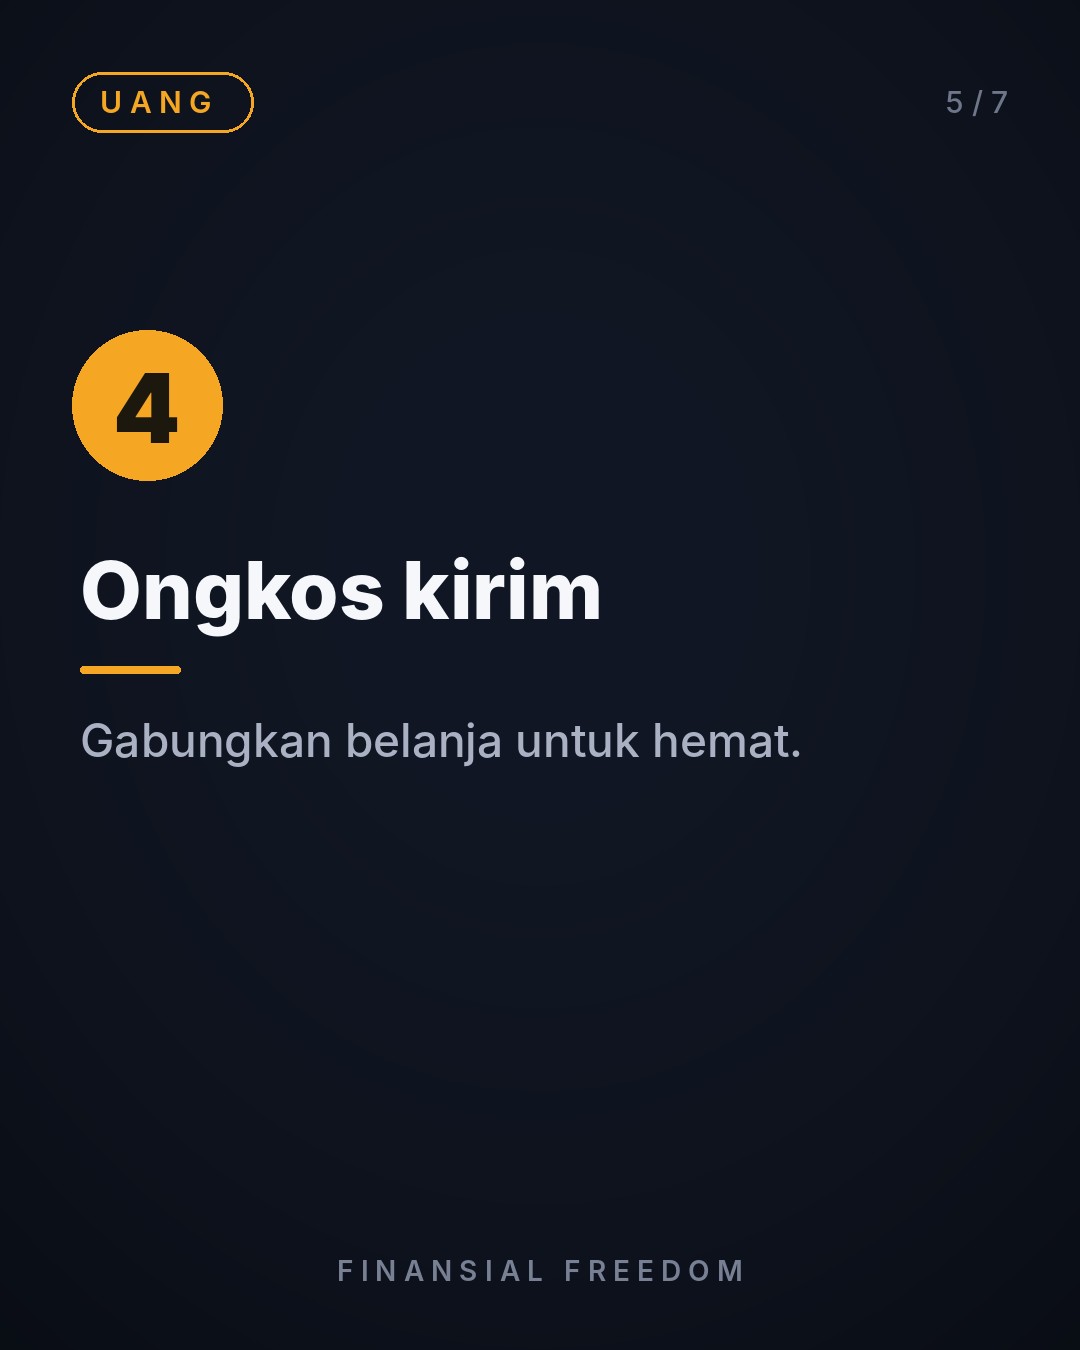 UANG
5 / 7
4
Ongkos kirim
Gabungkan belanja untuk hemat.
FINANSIAL FREEDOM